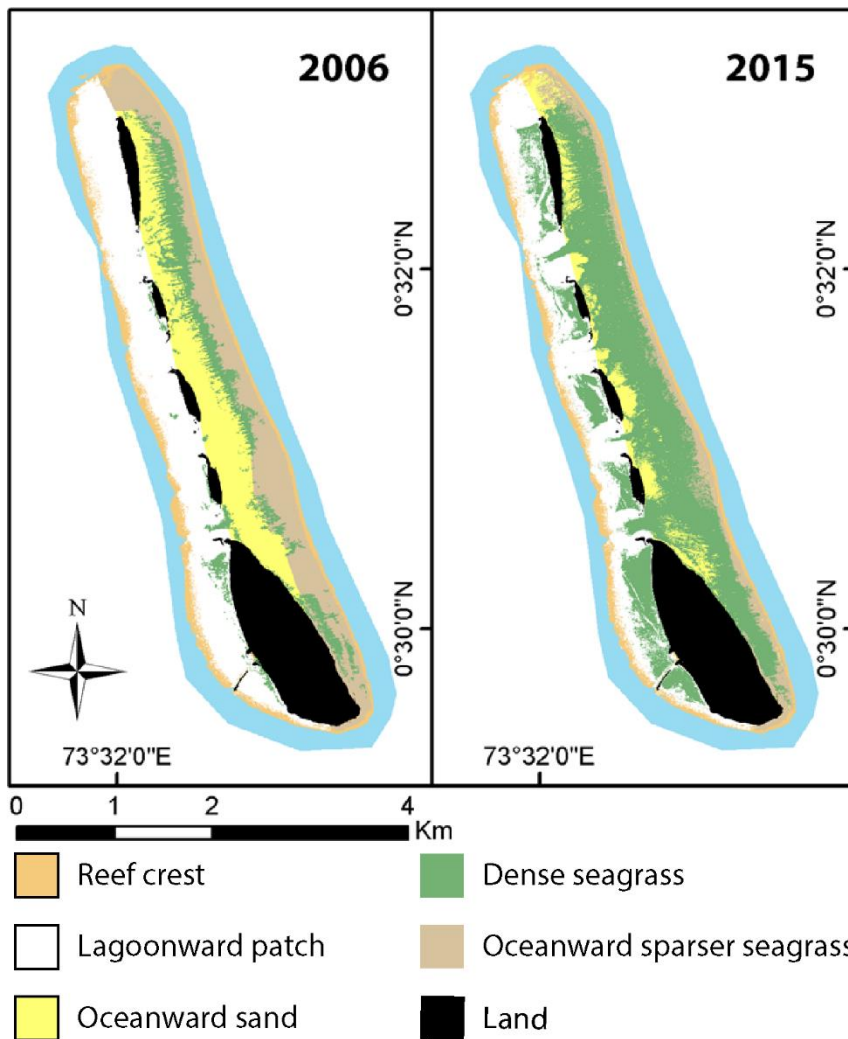 2006
2015
0°32'0"N
0°32'0"N
N
0°30'0"N
0°30'0"N
73°32'0"E
73°32'0"E
0 1 2 4
Km
Reef crest
Dense seagrass
Lagoonward patch
Oceanward sparser seagrass
Oceanward sand
Land